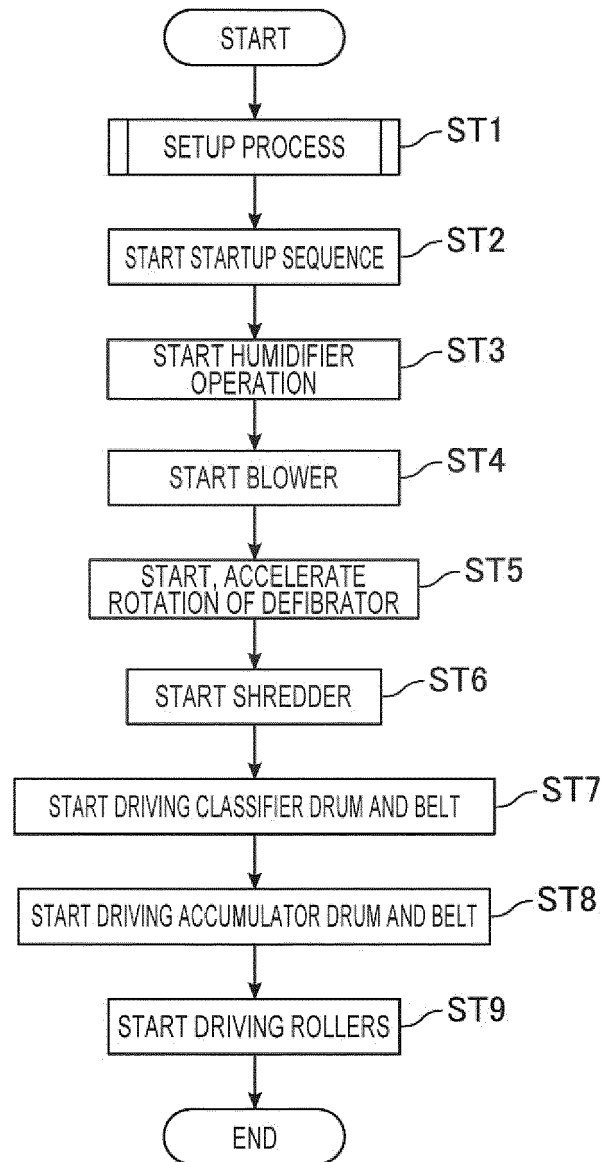 START
SETUP PROCESS
ST1
START STARTUP SEQUENCE
ST2
START HUMIDIFIER
OPERATION
ST3
START BLOWER
ST4
START, ACCELERATE
ROTATION OF DEFIBRATOR
ST5
START SHREDDER
ST6
START DRIVING CLASSIFIER DRUM AND BELT
ST7
START DRIVING ACCUMULATOR DRUM AND BELT
ST8
START DRIVING ROLLERS
ST9
END